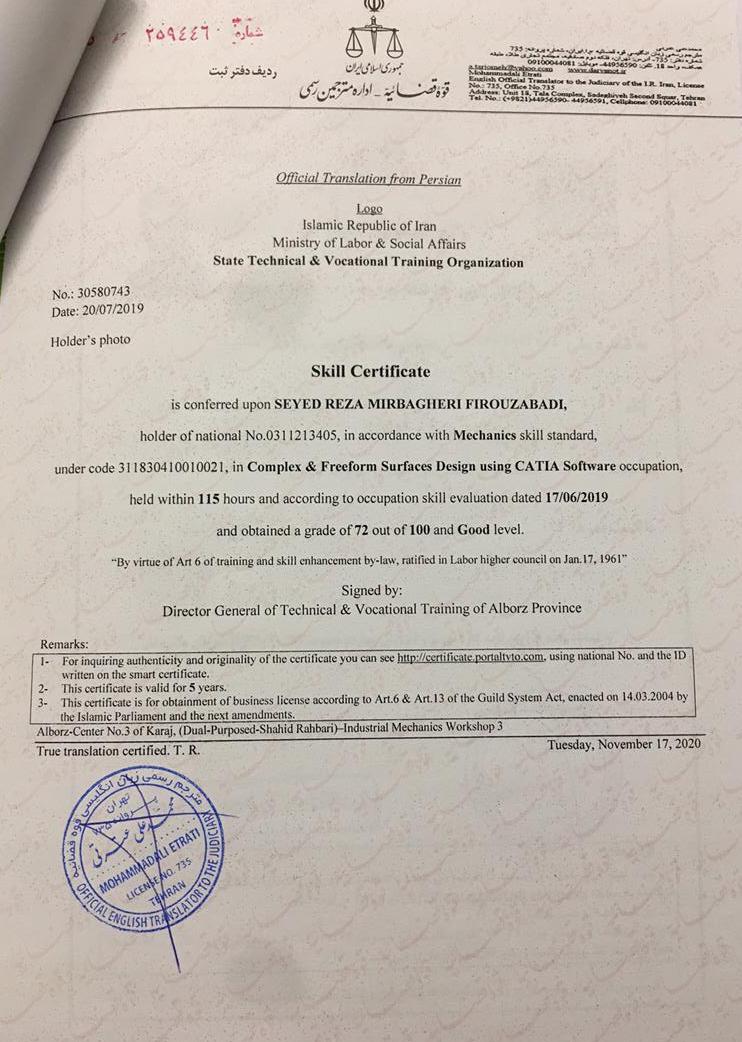 شماره: ۲۵۹۴۴۶۰
ردیف دفتر ثبت
جمهوری اسلامی ایران
قوه قضائیه - اداره مترجمین رسمی
09100044081
www.darvanot.ir
Mohammadali Etrati
English Official Translator to the Judiciary of the I.R. Iran, License
No.: 735, Office No.735
Address: Unit 18, Tala Complex, Sadeghiyeh Second Squar, Tehran
Tel. No.: (+9821)44956590- 44956591, Cellphone: 09100044081
Official Translation from Persian
Logo
Islamic Republic of Iran
Ministry of Labor & Social Affairs
State Technical & Vocational Training Organization
No.: 30580743
Date: 20/07/2019
Holder's photo
Skill Certificate
is conferred upon SEYED REZA MIRBAGHERI FIROUZABADI,
holder of national No.0311213405, in accordance with Mechanics skill standard,
under code 311830410010021, in Complex & Freeform Surfaces Design using CATIA Software occupation,
held within 115 hours and according to occupation skill evaluation dated 17/06/2019
and obtained a grade of 72 out of 100 and Good level.
“By virtue of Art 6 of training and skill enhancement by-law, ratified in Labor higher council on Jan.17, 1961”
Signed by:
Director General of Technical & Vocational Training of Alborz Province
Remarks:
1- For inquiring authenticity and originality of the certificate you can see http://certificate.portaltvto.com, using national No. and the ID
written on the smart certificate.
2- This certificate is valid for 5 years.
3- This certificate is for obtainment of business license according to Art.6 & Art.13 of the Guild System Act, enacted on 14.03.2004 by
the Islamic Parliament and the next amendments.
Alborz-Center No.3 of Karaj, (Dual-Purposed-Shahid Rahbari)–Industrial Mechanics Workshop 3
True translation certified. T. R.
Tuesday, November 17, 2020
مترجم رسمی زبان انگلیسی قوه قضائیه
تهران
پروانه ۷۳۵
محمدعلی عترتی
MOHAMMADALI ETRATI
LICENSE NO. 735
TEHRAN
OFFICIAL ENGLISH TRANSLATOR TO THE JUDICIARY